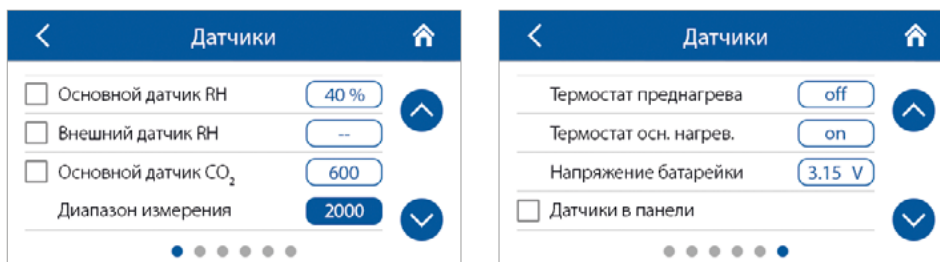 Датчики
Основной датчик RH 40 %
Внешний датчик RH --
Основной датчик CO₂ 600
Диапазон измерения 2000
Датчики
Термостат преднагрева off
Термостат осн. нагрев. on
Напряжение батарейки 3.15 V
Датчики в панели